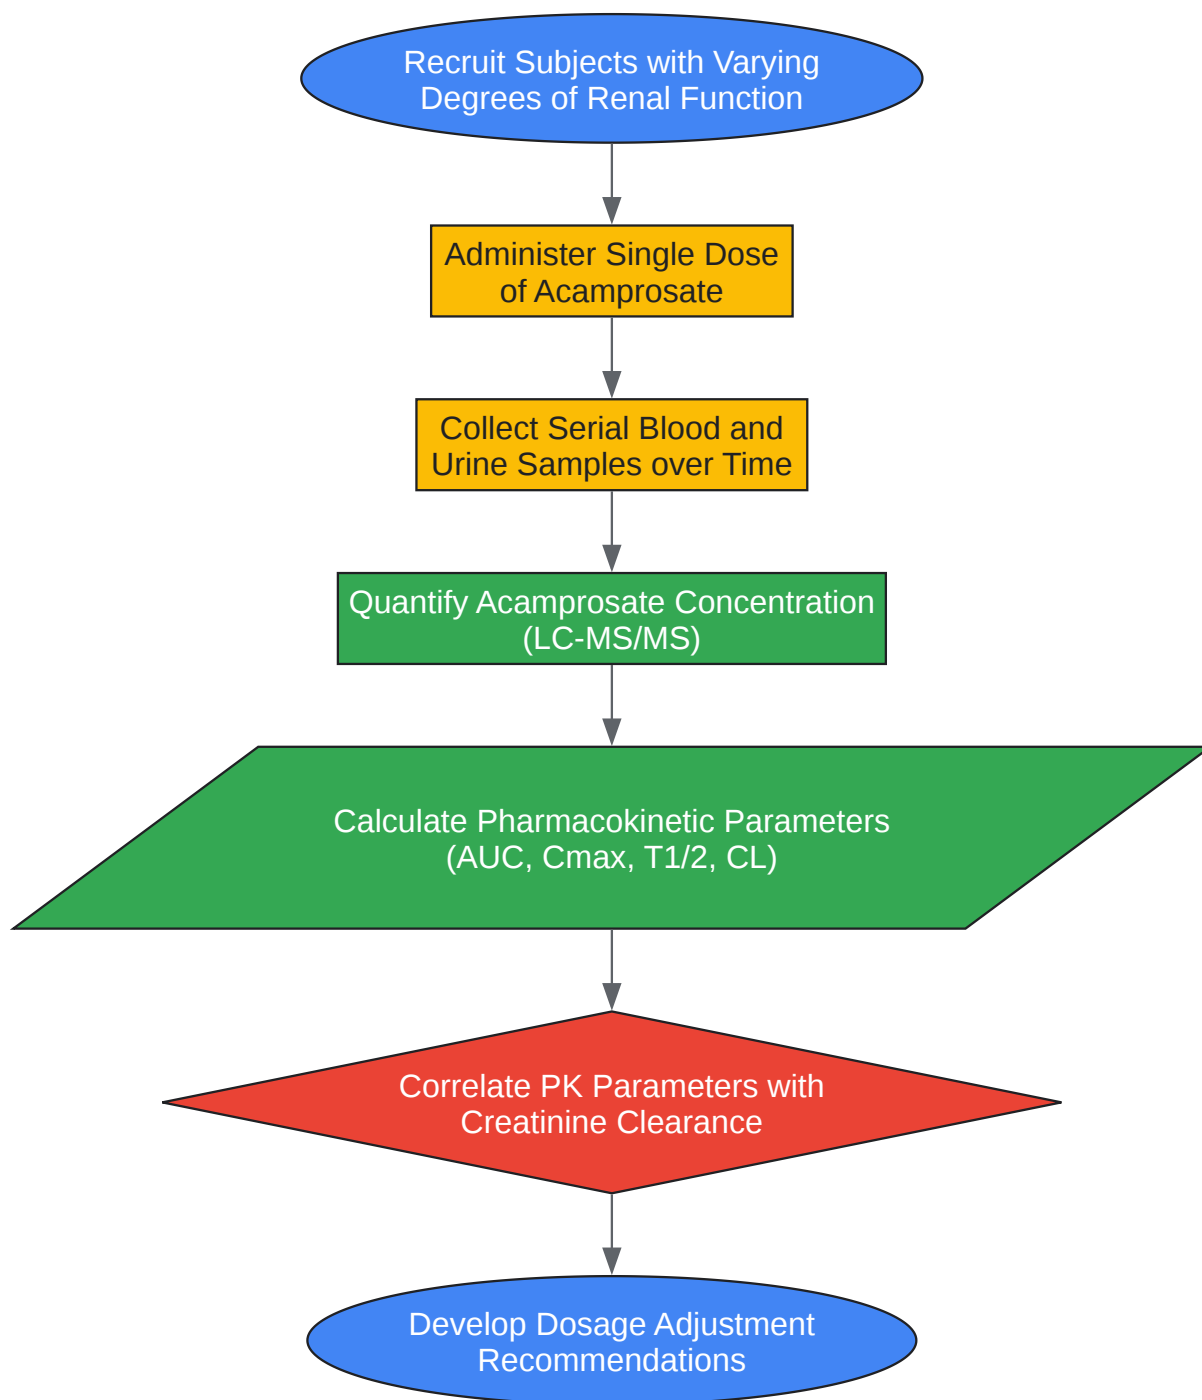 Recruit Subjects with Varying
Degrees of Renal Function
Administer Single Dose
of Acamprosate
Collect Serial Blood and
Urine Samples over Time
Quantify Acamprosate Concentration
(LC-MS/MS)
Calculate Pharmacokinetic Parameters
(AUC, Cmax, T1/2, CL)
Correlate PK Parameters with
Creatinine Clearance
Develop Dosage Adjustment
Recommendations